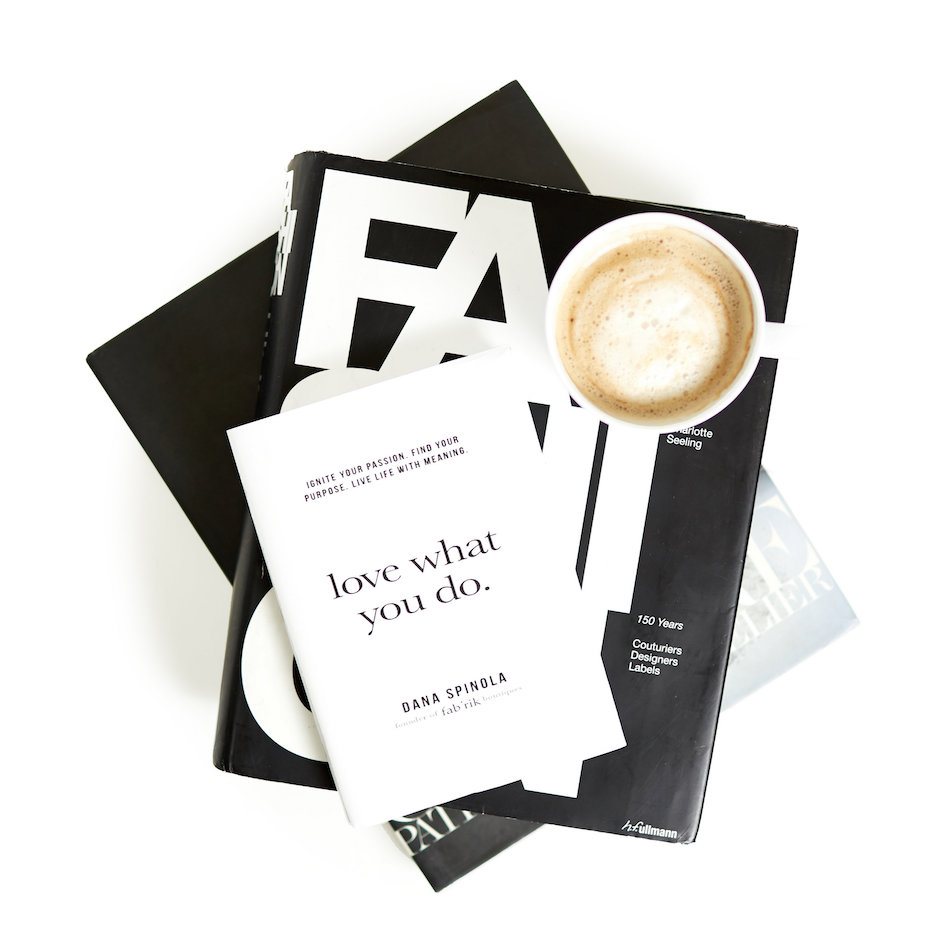 FA
IGNITE YOUR PASSION. FIND YOUR
PURPOSE. LIVE LIFE WITH MEANING.
love what
you do.
DANA SPINOLA
founder of fab'rik boutiques
Seeling
150 Years
Couturiers
Designers
Labels
h.f.ullmann